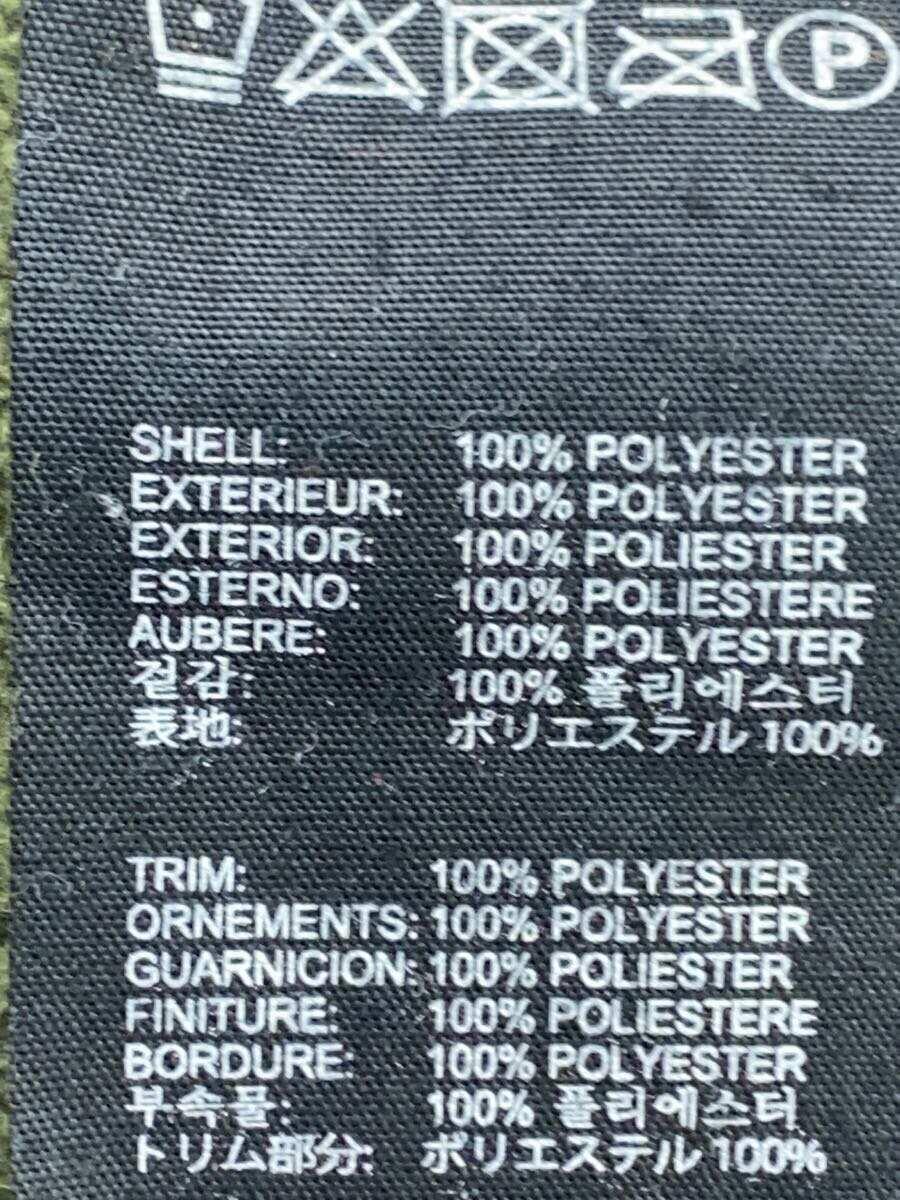 P
SHELL: 100% POLYESTER
EXTERIEUR: 100% POLYESTER
EXTERIOR: 100% POLIESTER
ESTERNO: 100% POLIESTERE
AUBERE: 100% POLYESTER
겉감: 100% 폴리에스터
表地: ポリエステル 100%
TRIM: 100% POLYESTER
ORNEMENTS: 100% POLYESTER
GUARNICION: 100% POLIESTER
FINITURE: 100% POLIESTERE
BORDURE: 100% POLYESTER
부속물: 100% 폴리에스터
トリム部分: ポリエステル 100%